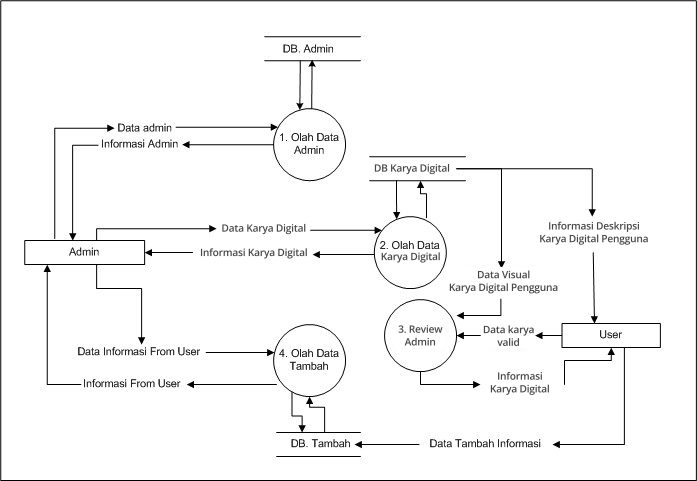 DB. Admin
Data admin
Informasi Admin
1. Olah Data
Admin
DB Karya Digital
Data Karya Digital
Informasi Karya Digital
2. Olah Data
Karya Digital
Informasi Deskripsi
Karya Digital Pengguna
Admin
Data Visual
Karya Digital Pengguna
3. Review
Admin
Data karya
valid
User
Data Informasi From User
4. Olah Data
Tambah
Informasi From User
Informasi
Karya Digital
DB. Tambah
Data Tambah Informasi